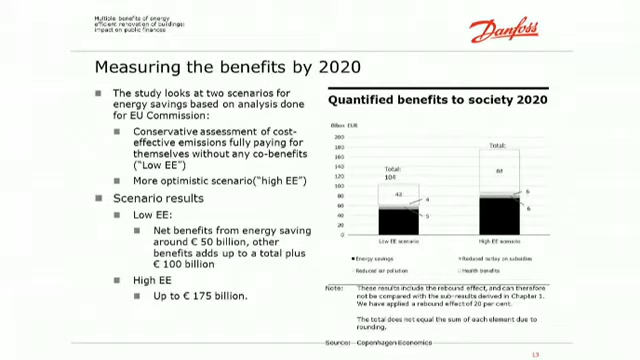 Multiple benefits of energy
efficient renovation of buildings:
impact on public finances
Danfoss
Measuring the benefits by 2020
The study looks at two scenarios for
energy savings based on analysis done
for EU Commission:
Conservative assessment of cost-
effective emissions fully paying for
themselves without any co-benefits
("Low EE")
More optimistic scenario("high EE")
Scenario results
Low EE:
Net benefits from energy saving
around € 50 billion, other
benefits adds up to a total plus
€ 100 billion
High EE
Up to € 175 billion.
Quantified benefits to society 2020
Billion EUR
200
180
160
140
120
100
80
60
40
20
0
Total:
104
42
4
5
Total:
88
6
6
Low EE scenario
High EE scenario
Energy savings
Reduced outlay on subsidies
Reduced air pollution
Health benefits
Note: These results include the rebound effect, and can therefore
not be compared with the sub-results derived in Chapter 1.
We have applied a rebound effect of 20 per cent.
The total does not equal the sum of each element due to
rounding.
Source: Copenhagen Economics
13